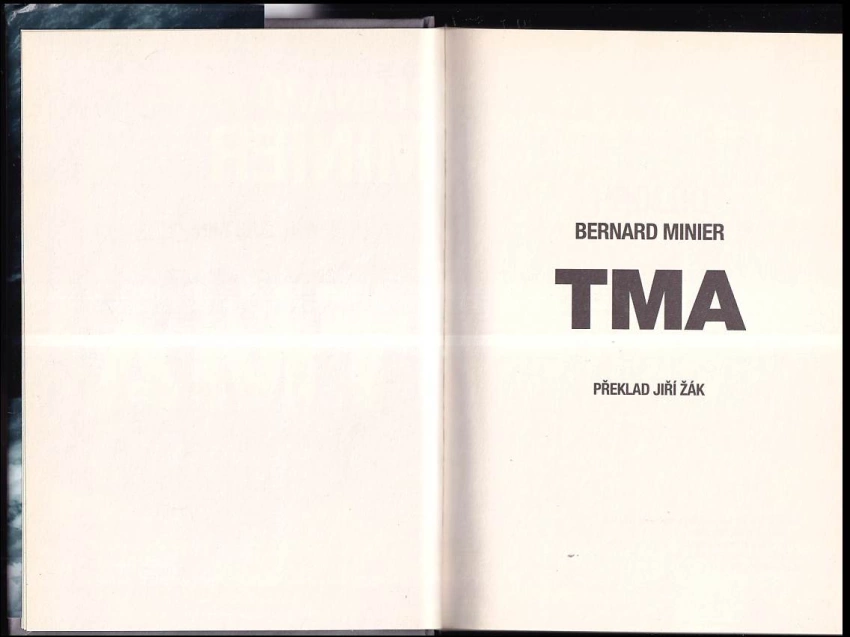 BERNARD MINIER
TMA
PŘEKLAD JIŘÍ ŽÁK